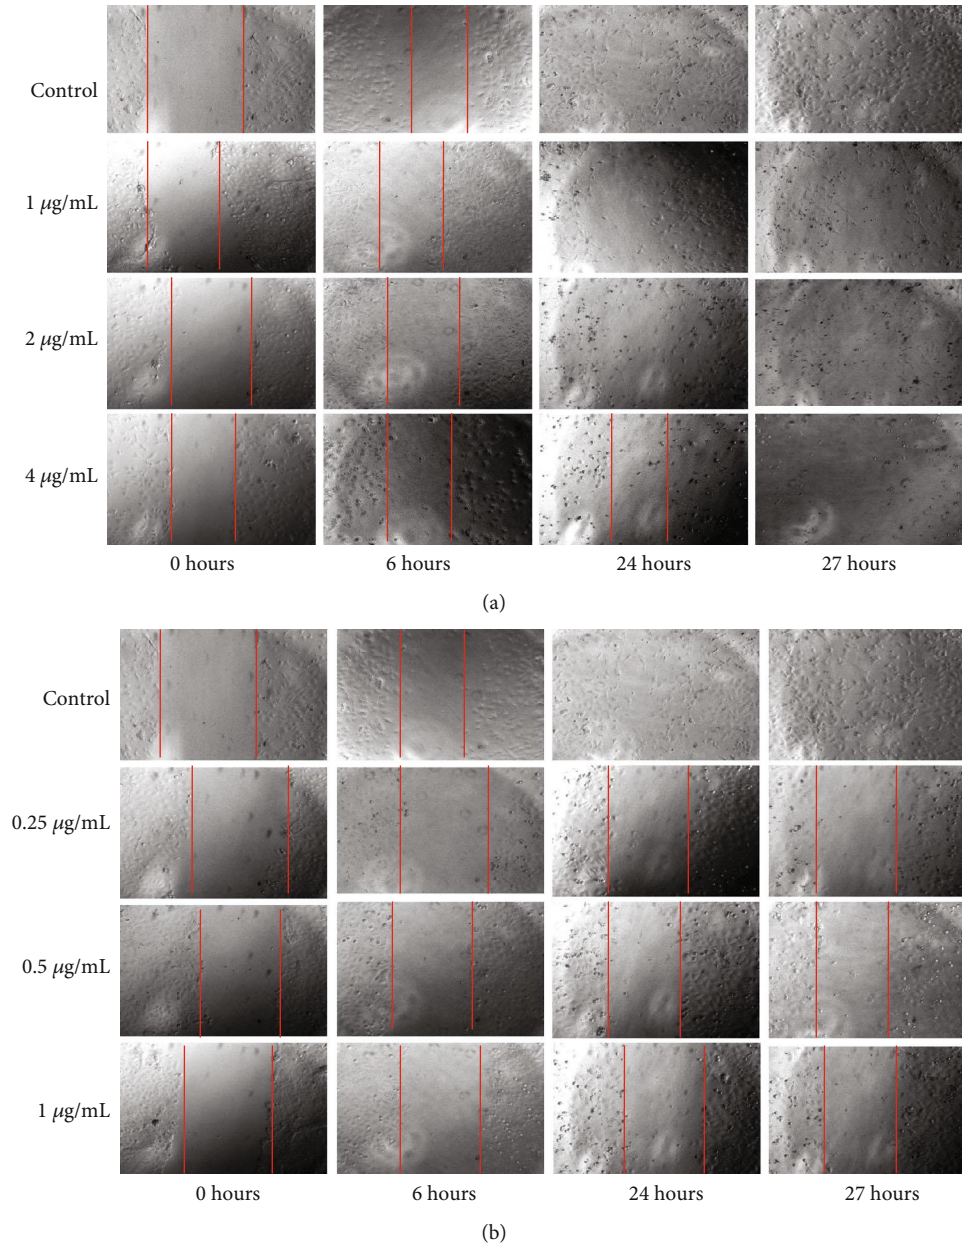 Control
1 μg/mL
2 μg/mL
4 μg/mL
0 hours 6 hours 24 hours 27 hours
(a)
Control
0.25 μg/mL
0.5 μg/mL
1 μg/mL
0 hours 6 hours 24 hours 27 hours
(b)